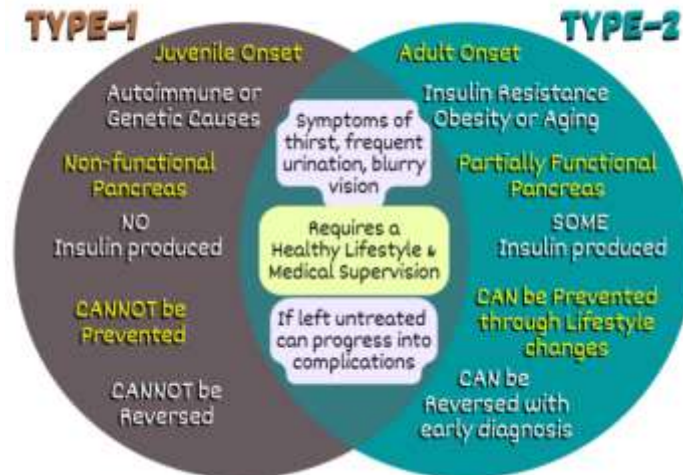 TYPE-1
Juvenile Onset
Autoimmune or
Genetic Causes
Non-functional
Pancreas
NO
Insulin produced
CANNOT be
Prevented
CANNOT be
Reversed
Symptoms of
thirst, frequent
urination, blurry
vision
Requires a
Healthy Lifestyle &
Medical Supervision
If left untreated
can progress into
complications
TYPE-2
Adult Onset
Insulin Resistance
Obesity or Aging
Partially Functional
Pancreas
SOME
Insulin produced
CAN be Prevented
through Lifestyle
changes
CAN be
Reversed with
early diagnosis